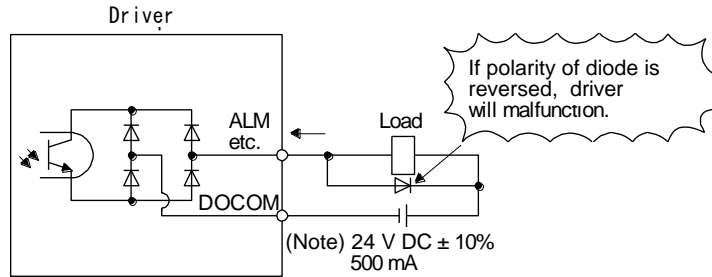 Driver
If polarity of diode is
reversed, driver
will malfunction.
ALM
etc.
Load
DOCOM
(Note) 24 V DC ± 10%
500 mA